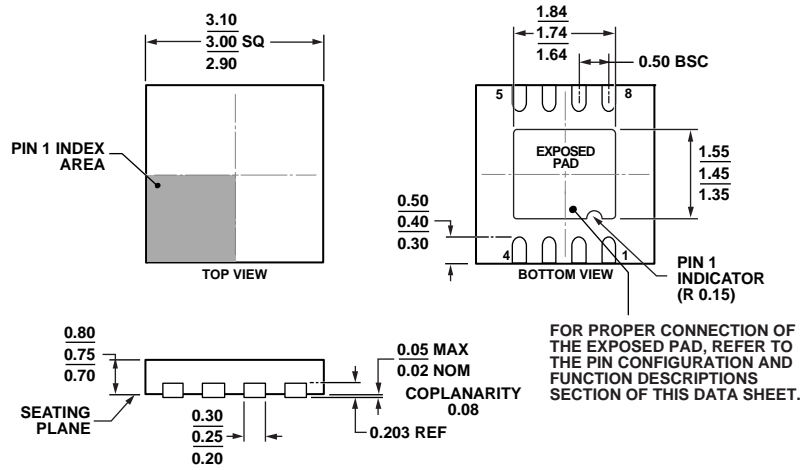 3.10
3.00 SQ
2.90
1.84
1.74
1.64
0.50 BSC
5
8
PIN 1 INDEX
AREA
EXPOSED
PAD
1.55
1.45
1.35
0.50
0.40
0.30
4
1
TOP VIEW
BOTTOM VIEW
PIN 1
INDICATOR
(R 0.15)
FOR PROPER CONNECTION OF
THE EXPOSED PAD, REFER TO
THE PIN CONFIGURATION AND
FUNCTION DESCRIPTIONS
SECTION OF THIS DATA SHEET.
0.80
0.75
0.70
0.05 MAX
0.02 NOM
COPLANARITY
0.08
SEATING
PLANE
0.30
0.25
0.20
0.203 REF